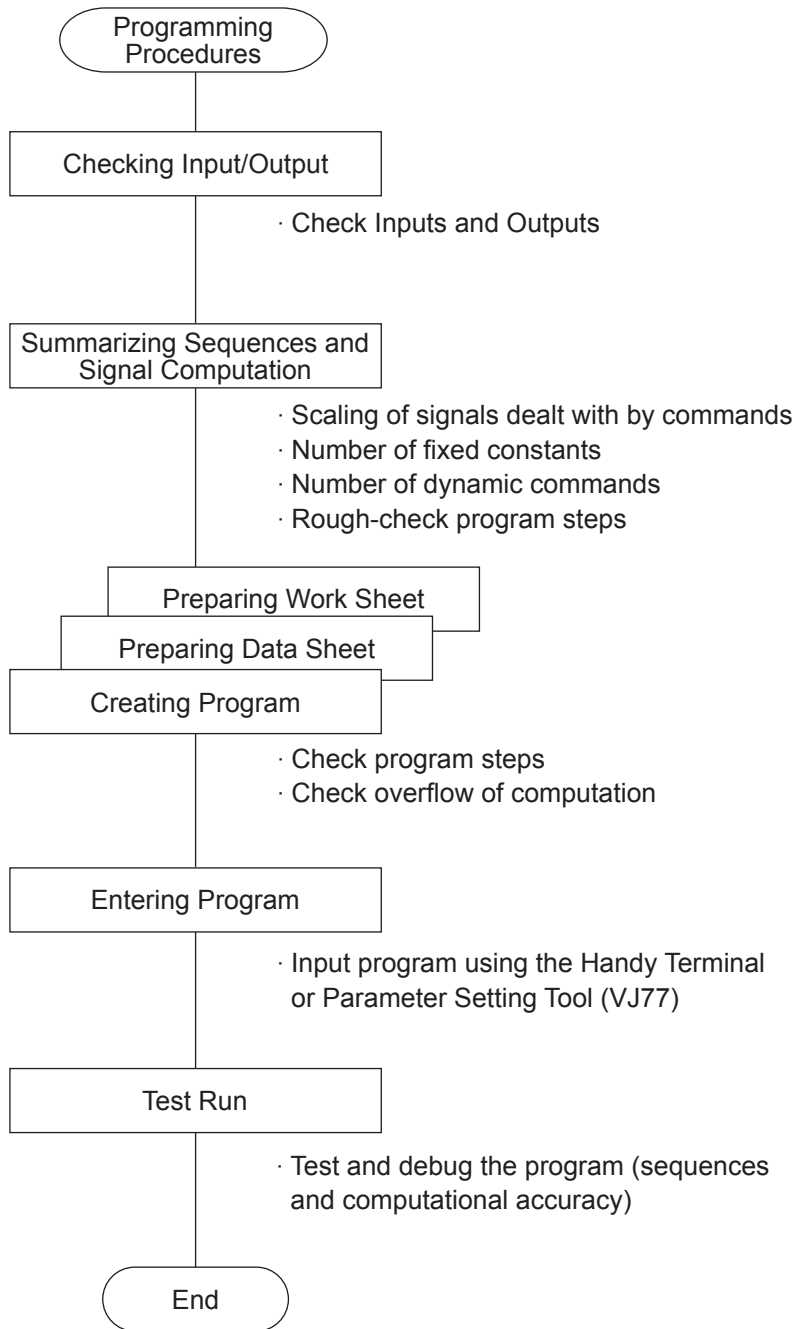 Programming
Procedures
Checking Input/Output
· Check Inputs and Outputs
Summarizing Sequences and
Signal Computation
· Scaling of signals dealt with by commands
· Number of fixed constants
· Number of dynamic commands
· Rough-check program steps
Preparing Work Sheet
Preparing Data Sheet
Creating Program
· Check program steps
· Check overflow of computation
Entering Program
· Input program using the Handy Terminal
or Parameter Setting Tool (VJ77)
Test Run
· Test and debug the program (sequences
and computational accuracy)
End